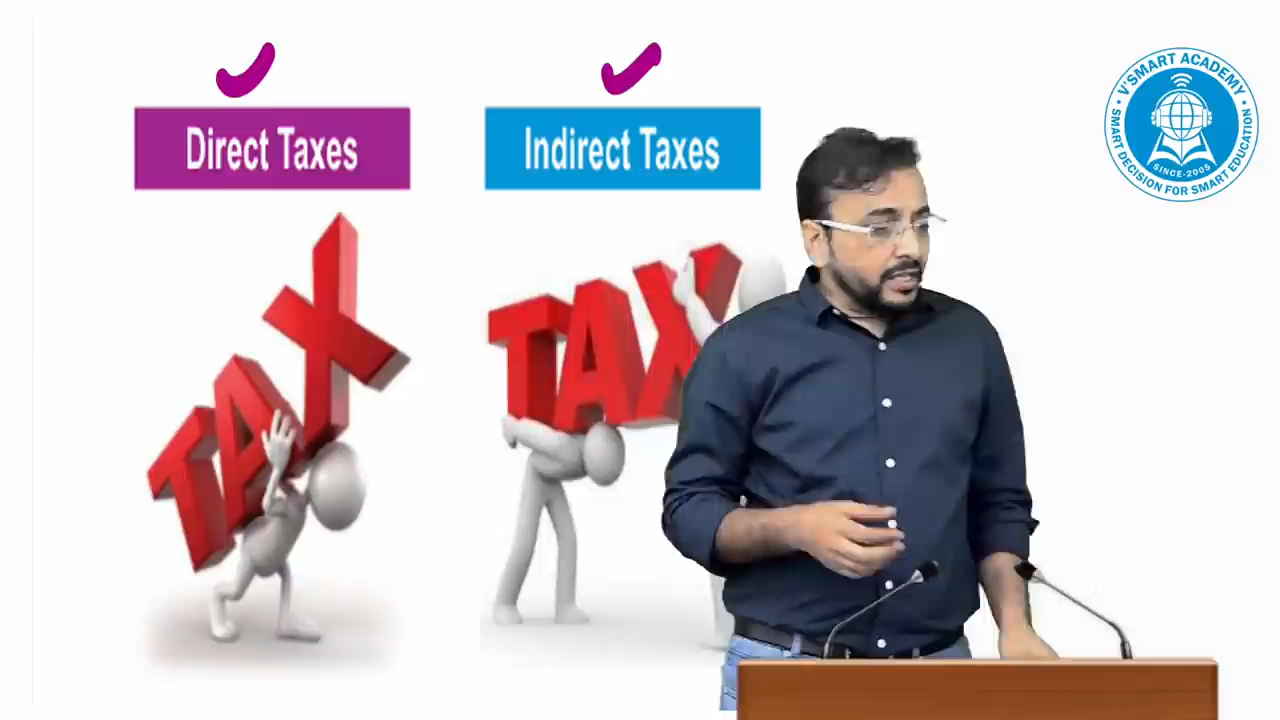 Direct Taxes
Indirect Taxes
TAX
TAX
V'SMART ACADEMY
SINCE-2005
SMART DECISION FOR SMART EDUCATION